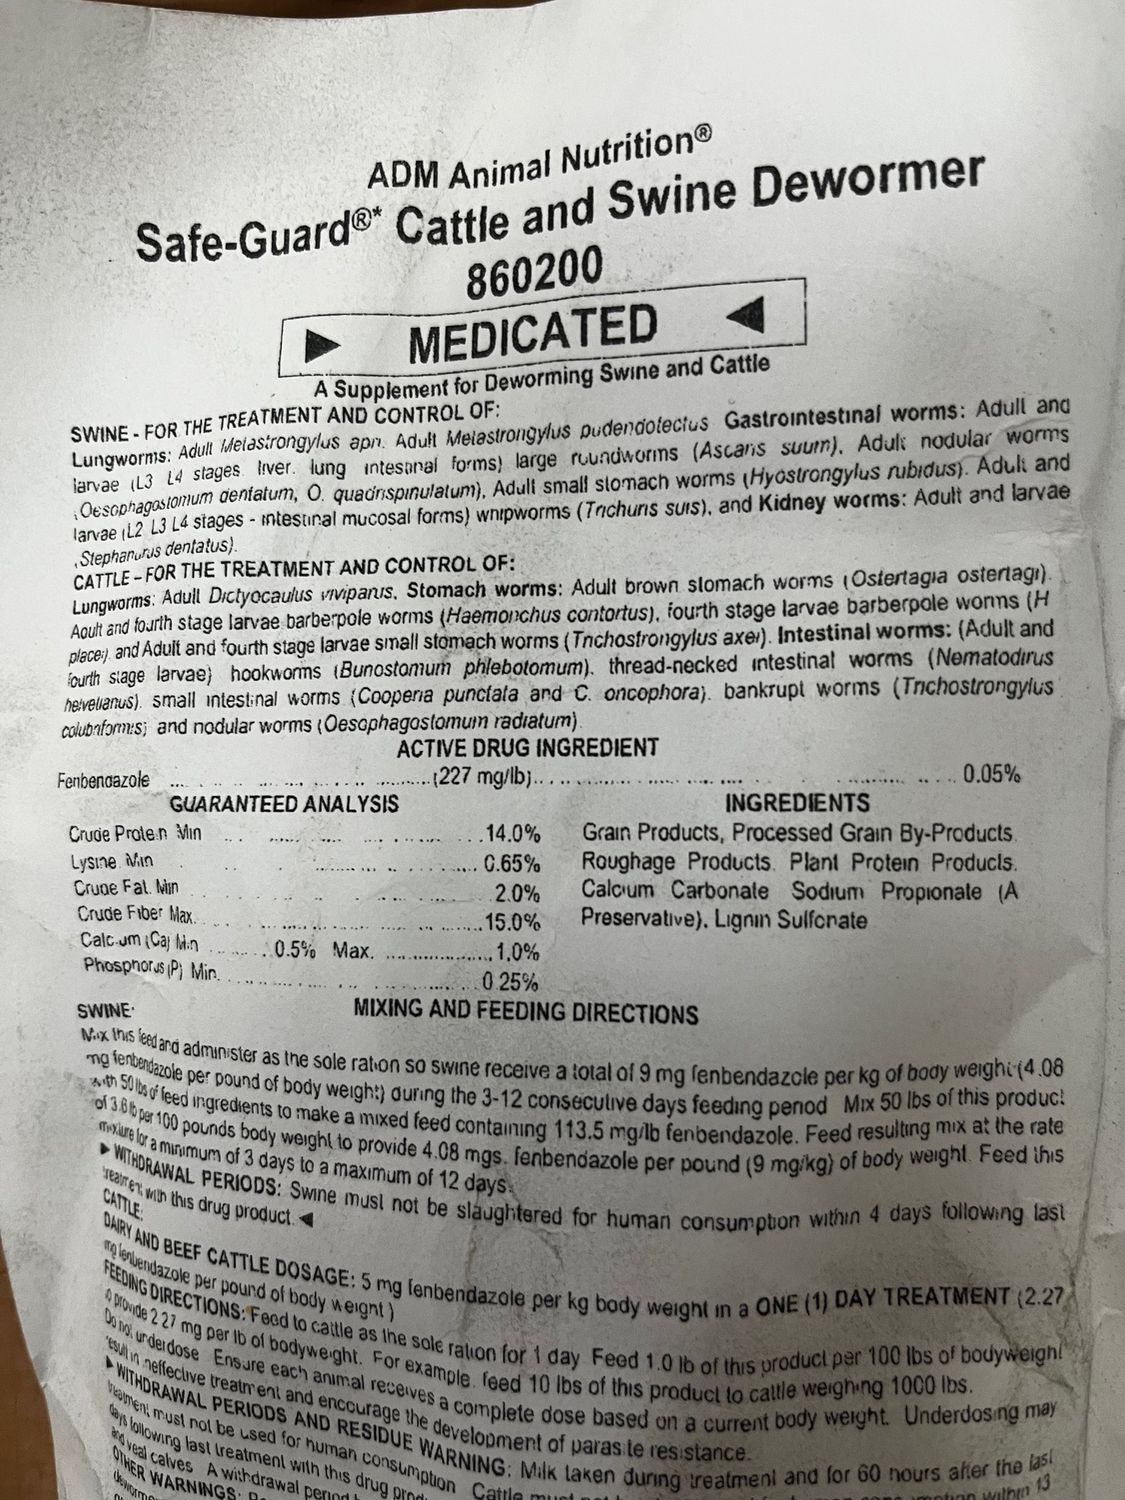 ADM Animal Nutrition®
Safe-Guard®* Cattle and Swine Dewormer
860200
► MEDICATED ◄
A Supplement for Deworming Swine and Cattle
SWINE - FOR THE TREATMENT AND CONTROL OF:
Lungworms: Adult Metastrongylus apri. Adult Metastrongylus pudendotectus Gastrointestinal worms: Adult and
larvae (L3 L4 stages liver. lung intestinal forms) large roundworms (Ascaris suum), Adult nodular worms
(Oesophagostomum dentatum, O. quadrispinulatum), Adult small stomach worms (Hyostrongylus rubidus). Adult and
larvae (L2 L3 L4 stages - intestinal mucosal forms) whipworms (Trichuris suis), and Kidney worms: Adult and larvae
(Stephanurus dentatus).
CATTLE – FOR THE TREATMENT AND CONTROL OF:
Lungworms: Adult Dictyocaulus viviparus, Stomach worms: Adult brown stomach worms (Ostertagia ostertagi).
Adult and fourth stage larvae barberpole worms (Haemonchus contortus), fourth stage larvae barberpole worms (H
placei) and Adult and fourth stage larvae small stomach worms (Trichostrongylus axei). Intestinal worms: (Adult and
fourth stage larvae) hookworms (Bunostomum phlebotomum), thread-necked intestinal worms (Nematodirus
helvetianus), small intestinal worms (Cooperia punctata and C. oncophora). bankrupt worms (Trichostrongylus
colubriformis) and nodular worms (Oesophagostomum radiatum)
ACTIVE DRUG INGREDIENT
Fenbendazole ........ (227 mg/lb) ........ 0.05%
GUARANTEED ANALYSIS
Crude Protein Min ........ 14.0%
Lysine Min ........ 0.65%
Crude Fat. Min ........ 2.0%
Crude Fiber Max. ........ 15.0%
Calcium (Ca) Min ........ 0.5% Max. ........ 1.0%
Phosphorus (P) Min. ........ 0.25%
INGREDIENTS
Grain Products, Processed Grain By-Products.
Roughage Products. Plant Protein Products.
Calcium Carbonate Sodium Propionate (A
Preservative), Lignin Sulfonate
MIXING AND FEEDING DIRECTIONS
SWINE:
Mix this feed and administer as the sole ration so swine receive a total of 9 mg fenbendazole per kg of body weight (4.08
mg fenbendazole per pound of body weight) during the 3-12 consecutive days feeding period Mix 50 lbs of this product
with 50 lbs of feed ingredients to make a mixed feed containing 113.5 mg/lb fenbendazole. Feed resulting mix at the rate
of 3.6 lb per 100 pounds body weight to provide 4.08 mgs. fenbendazole per pound (9 mg/kg) of body weight. Feed this
mixture for a minimum of 3 days to a maximum of 12 days.
► WITHDRAWAL PERIODS: Swine must not be slaughtered for human consumption within 4 days following last
treatment with this drug product. ◄
CATTLE:
DAIRY AND BEEF CATTLE DOSAGE: 5 mg fenbendazole per kg body weight in a ONE (1) DAY TREATMENT (2.27
mg fenbendazole per pound of body weight)
FEEDING DIRECTIONS: Feed to cattle as the sole ration for 1 day Feed 1.0 lb of this product per 100 lbs of bodyweight
to provide 2.27 mg per lb of bodyweight. For example, feed 10 lbs of this product to cattle weighing 1000 lbs.
Do not underdose Ensure each animal receives a complete dose based on a current body weight. Underdosing may
result in ineffective treatment and encourage the development of parasite resistance.
► WITHDRAWAL PERIODS AND RESIDUE WARNING: Milk taken during treatment and for 60 hours after the last
treatment must not be used for human consumption Cattle must not be within 13
days following last treatment with this drug
and veal calves. A withdrawal period
OTHER WARNINGS: